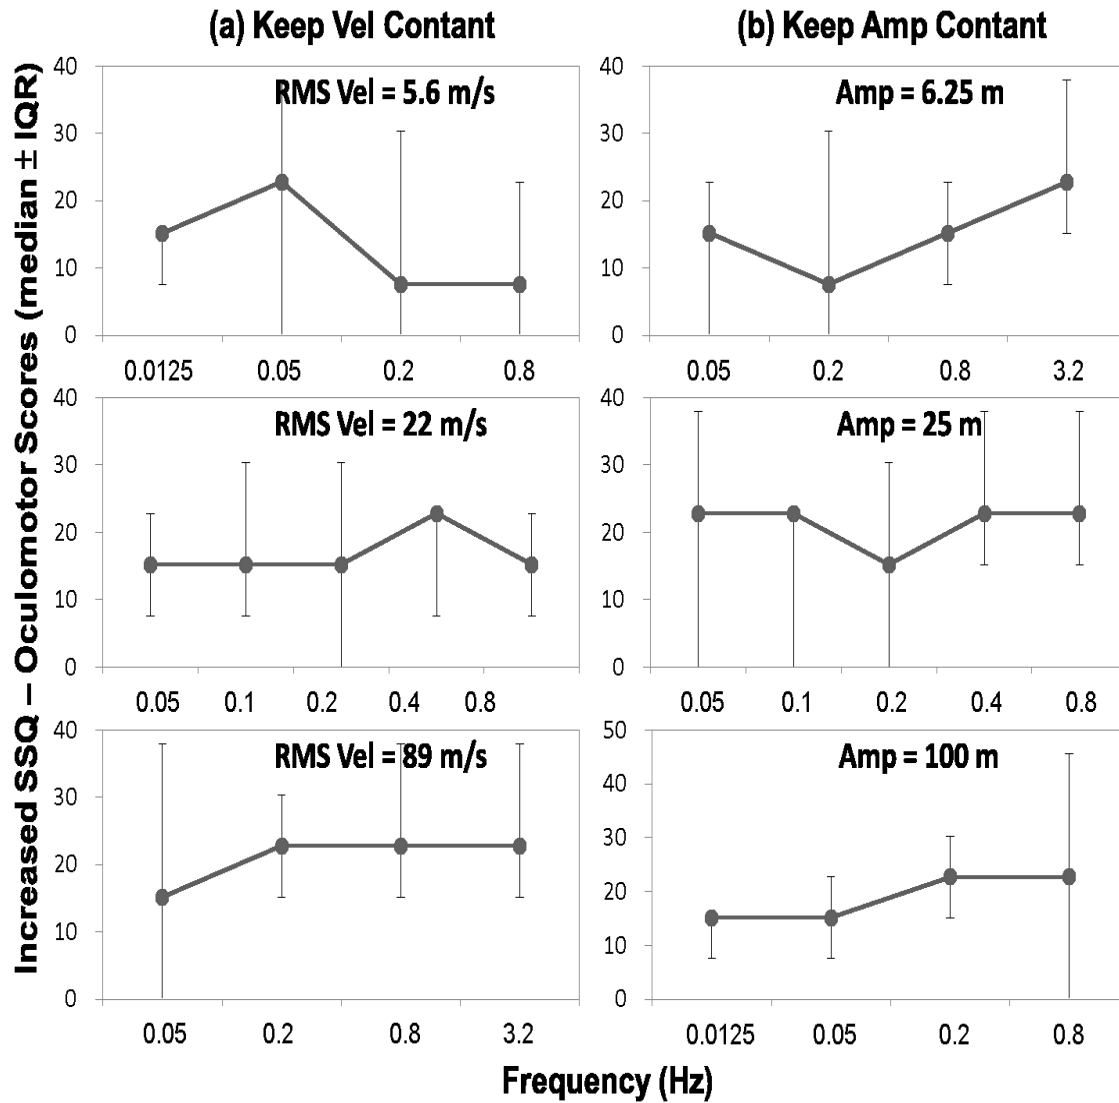 (a) Keep Vel Contant
(b) Keep Amp Contant
Increased SSQ – Oculomotor Scores (median ± IQR)
RMS Vel = 5.6 m/s
40
30
20
10
0
0.0125 0.05 0.2 0.8
Amp = 6.25 m
40
30
20
10
0
0.05 0.2 0.8 3.2
RMS Vel = 22 m/s
40
30
20
10
0
0.05 0.1 0.2 0.4 0.8
Amp = 25 m
40
30
20
10
0
0.05 0.1 0.2 0.4 0.8
RMS Vel = 89 m/s
40
30
20
10
0
0.05 0.2 0.8 3.2
Amp = 100 m
50
40
30
20
10
0
0.0125 0.05 0.2 0.8
Frequency (Hz)